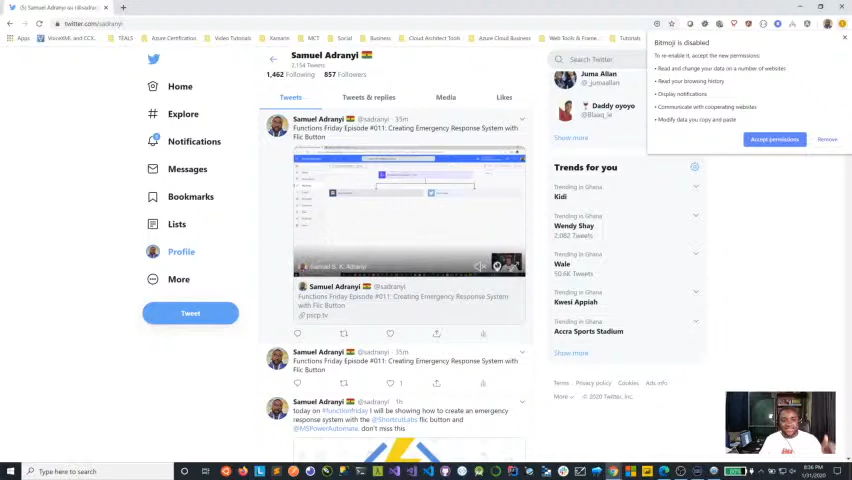 (5) Samuel Adranyi
twitter.com/sadranyi
Apps
VoiceXML and CCX...
TEALS
Azure Certification
Video Tutorials
Xamarin
MCT
Social
Business
Cloud Architect Tools
Azure Cloud Business
Web Tools & Frame...
Tutorials
Samuel Adranyi
2,154 Tweets
1,462 Following 857 Followers
Tweets
Tweets & replies
Media
Likes
Home
Explore
Notifications
Messages
Bookmarks
Lists
Profile
More
Tweet
Samuel Adranyi @sadranyi · 35m
Functions Friday Episode #011: Creating Emergency Response System with
Flic Button
Samuel S. K. Adranyi
Samuel Adranyi @sadranyi
Functions Friday Episode #011: Creating Emergency Response System
with Flic Button
pscp.tv
Samuel Adranyi @sadranyi · 35m
Functions Friday Episode #011: Creating Emergency Response System with
Flic Button
1
Samuel Adranyi @sadranyi · 1h
today on #functionfriday I will be showing how to create an emergency
response system with the @ShortcutLabs flic button and
@MSPowerAutomate, don't miss this
Search Twitter
Juma Allan
@_jumaallan
Daddy oyoyo
@Blaaq_ie
Show more
Trends for you
Trending in Ghana
Kidi
Trending in Ghana
Wendy Shay
2,062 Tweets
Trending in Ghana
Wale
50.6K Tweets
Trending in Ghana
Kwesi Appiah
Trending in Ghana
Accra Sports Stadium
Show more
Terms Privacy policy Cookies Ads info
More © 2020 Twitter, Inc.
Bitmoji is disabled
To re-enable it, accept the new permissions:
• Read and change your data on a number of websites
• Read your browsing history
• Display notifications
• Communicate with cooperating websites
• Modify data you copy and paste
Accept permissions
Remove
Type here to search
8:36 PM
1/31/2020